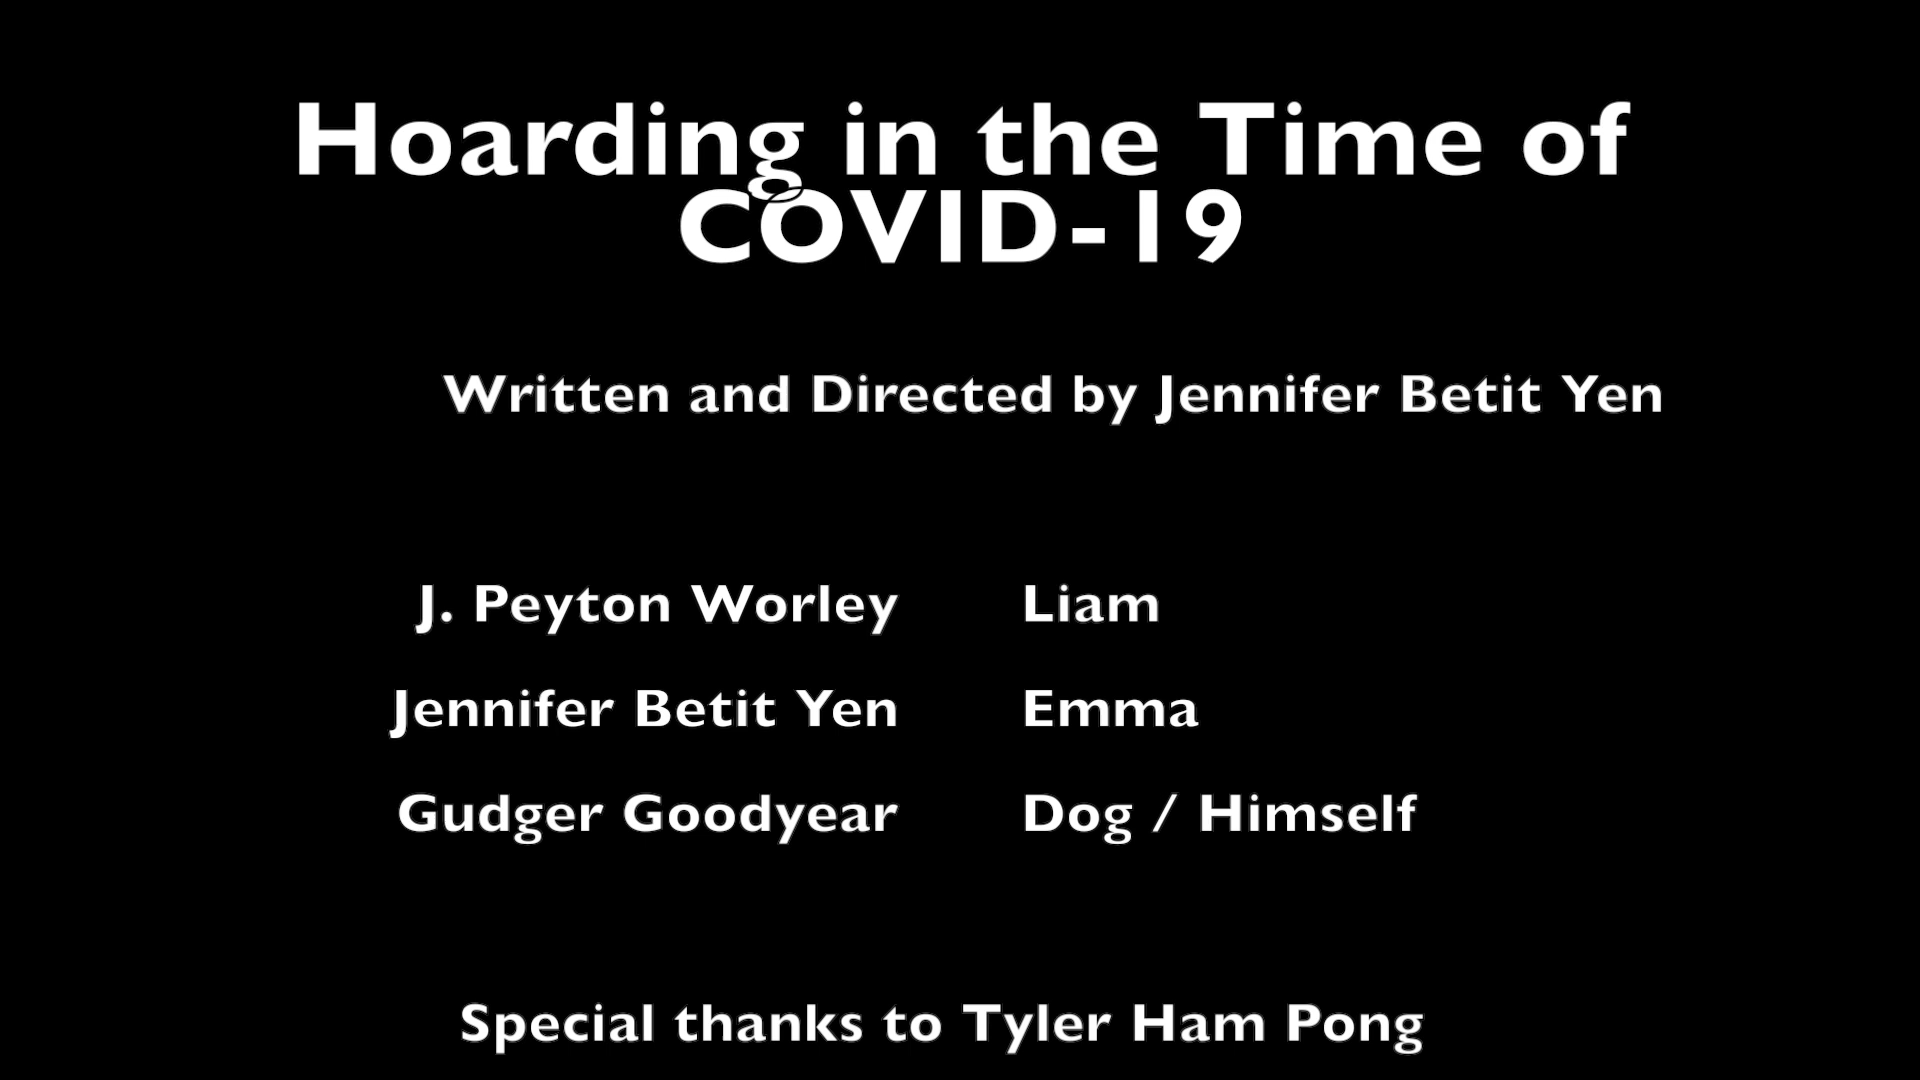 Hoarding in the Time of
COVID-19
Written and Directed by Jennifer Betit Yen
J. Peyton Worley Liam
Jennifer Betit Yen Emma
Gudger Goodyear Dog / Himself
Special thanks to Tyler Ham Pong